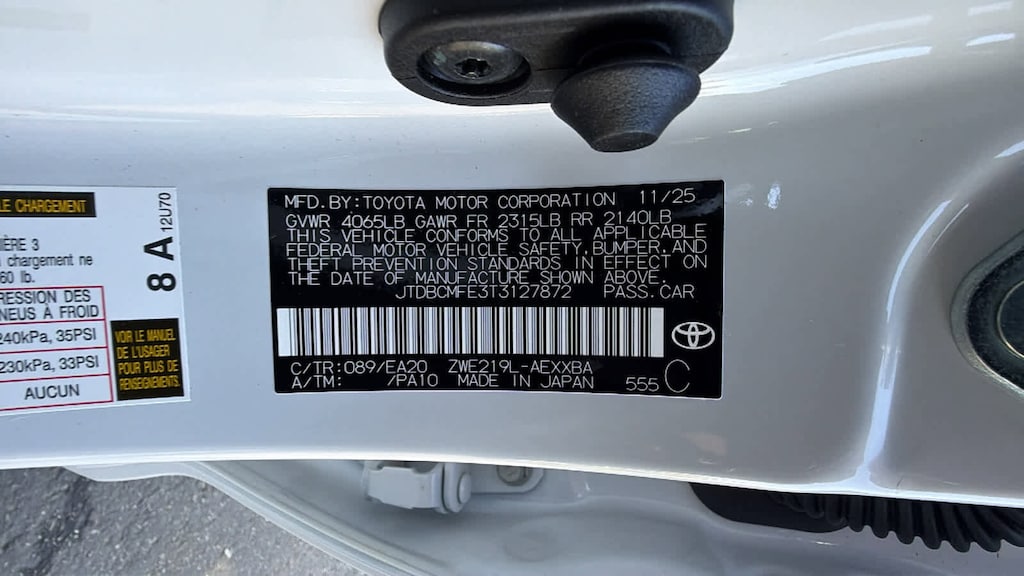 LE CHARGEMENT
IÈRE 3
chargement ne
60 lb.
RESSION DES
NEUS À FROID
240kPa, 35PSI
230kPa, 33PSI
AUCUN
8 A
12U70
VOIR LE MANUEL
DE L'USAGER
POUR PLUS DE
RENSEIGNEMENTS.
MFD.BY:TOYOTA MOTOR CORPORATION 11/25
GVWR 4065LB GAWR FR 2315LB RR 2140LB
THIS VEHICLE CONFORMS TO ALL APPLICABLE
FEDERAL MOTOR VEHICLE SAFETY,BUMPER,AND
THEFT PREVENTION STANDARDS IN EFFECT ON
THE DATE OF MANUFACTURE SHOWN ABOVE.
JTDBCMFE3T3127872 PASS.CAR
C/TR:089/EA20 ZWE219L-AEXXBA
A/TM: /PA10 MADE IN JAPAN 555 C